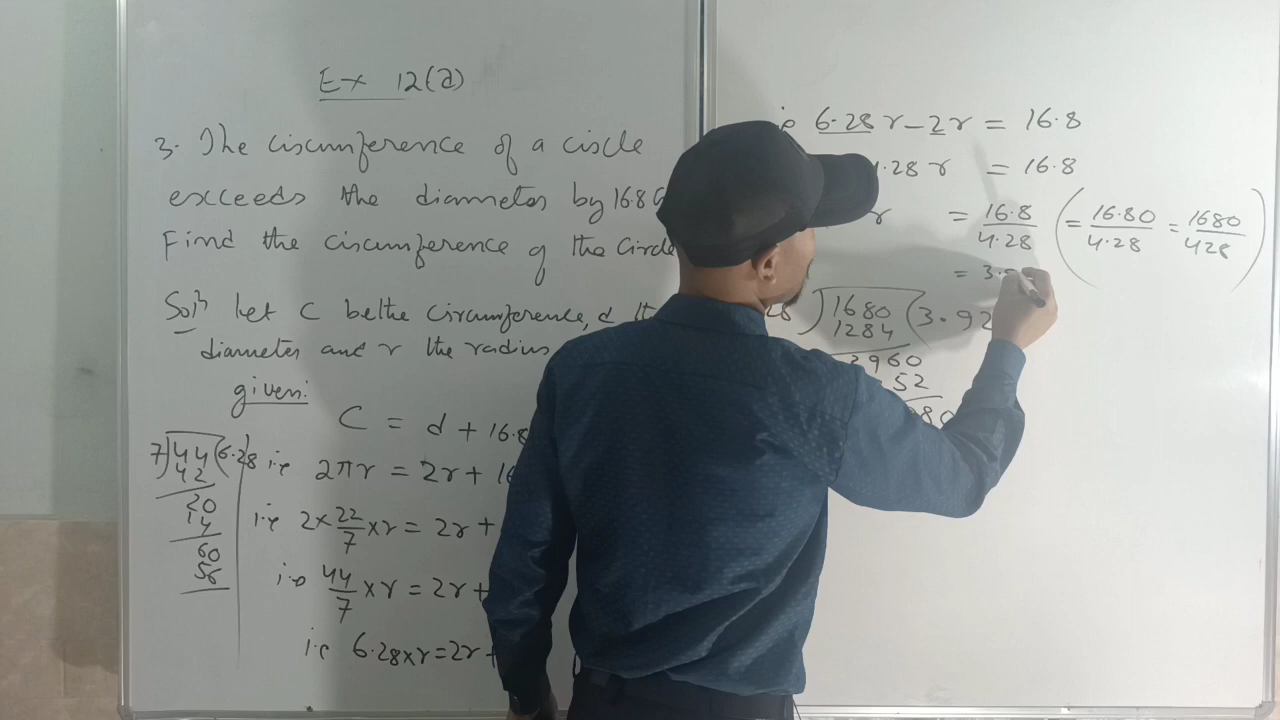 Ex 12(a)
3. The circumference of a circle
exceeds the diameter by 16.8
Find the circumference of the Circle
Solⁿ Let C be the Circumference, d
diameter and r the radius
given:
C = d + 16.8
i.e 2πr = 2r +
i.e 2 × 22/7 × r = 2r +
i.e 44/7 × r = 2r +
i.e 6.28 × r = 2r +
7) 44 (6.28
42
20
14
60
56
6.28 r - 2r = 16.8
.28 r = 16.8
r = 16.8/4.28 ( = 16.80/4.28 = 1680/428 )
= 3.
) 1680 ( 3.92
1284
3960
52
80